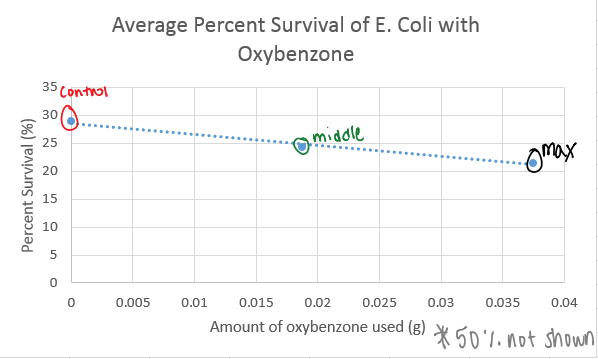 Average Percent Survival of E. Coli with
Oxybenzone
Percent Survival (%)
35
30
25
20
15
10
5
0
control
middle
max
0 0.005 0.01 0.015 0.02 0.025 0.03 0.035 0.04
Amount of oxybenzone used (g)
* 50% not shown